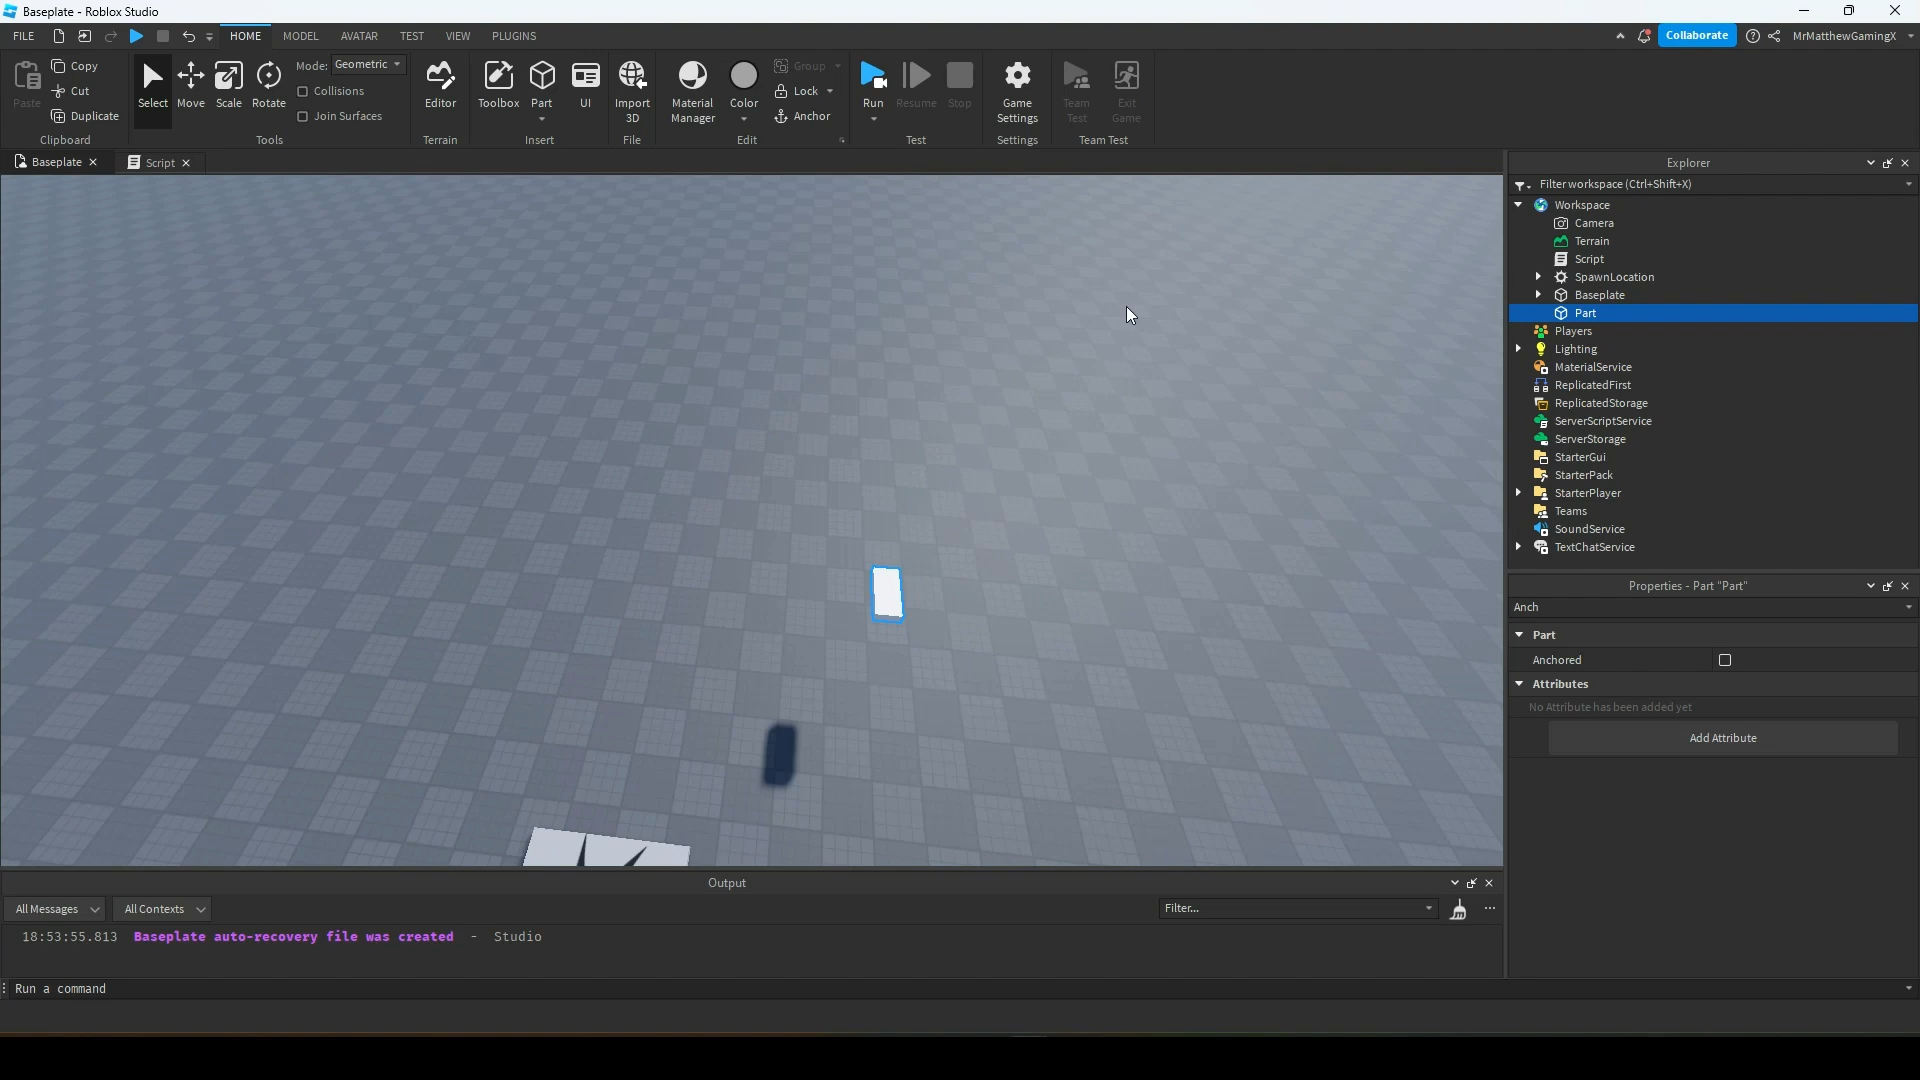 Baseplate - Roblox Studio
FILE HOME MODEL AVATAR TEST VIEW PLUGINS Collaborate MrMatthewGamingX
Paste
Copy
Cut
Duplicate
Clipboard
Select Move Scale Rotate
Mode: Geometric
Collisions
Join Surfaces
Tools
Editor
Terrain
Toolbox Part UI
Insert
Import
3D
File
Material
Manager
Color
Group
Lock
Anchor
Edit
Run Resume Stop
Test
Game
Settings
Settings
Team
Test
Exit
Game
Team Test
Baseplate Script
Explorer
Filter workspace (Ctrl+Shift+X)
Workspace
Camera
Terrain
Script
SpawnLocation
Baseplate
Part
Players
Lighting
MaterialService
ReplicatedFirst
ReplicatedStorage
ServerScriptService
ServerStorage
StarterGui
StarterPack
StarterPlayer
Teams
SoundService
TextChatService
Properties - Part "Part"
Anch
Part
Anchored
Attributes
No Attribute has been added yet
Add Attribute
Output
All Messages All Contexts Filter...
18:53:55.813 Baseplate auto-recovery file was created - Studio
Run a command